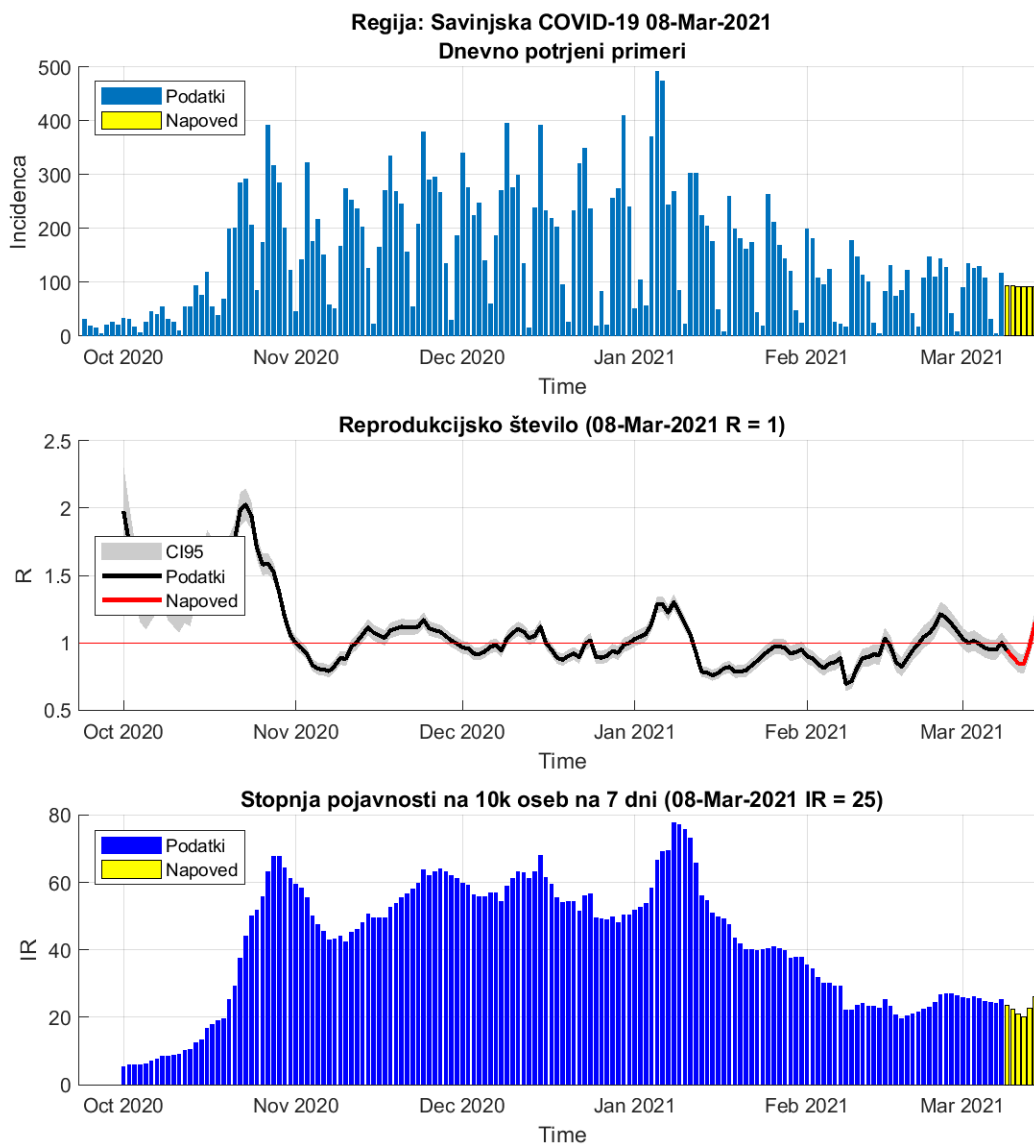 Regija: Savinjska COVID-19 08-Mar-2021
Dnevno potrjeni primeri
500
400
300
200
100
0
Incidenca
Podatki
Napoved
Oct 2020
Nov 2020
Dec 2020
Jan 2021
Feb 2021
Mar 2021
Time
Reprodukcijsko število (08-Mar-2021 R = 1)
2.5
2
1.5
1
0.5
R
CI95
Podatki
Napoved
Oct 2020
Nov 2020
Dec 2020
Jan 2021
Feb 2021
Mar 2021
Time
Stopnja pojavnosti na 10k oseb na 7 dni (08-Mar-2021 IR = 25)
80
60
40
20
0
IR
Podatki
Napoved
Oct 2020
Nov 2020
Dec 2020
Jan 2021
Feb 2021
Mar 2021
Time